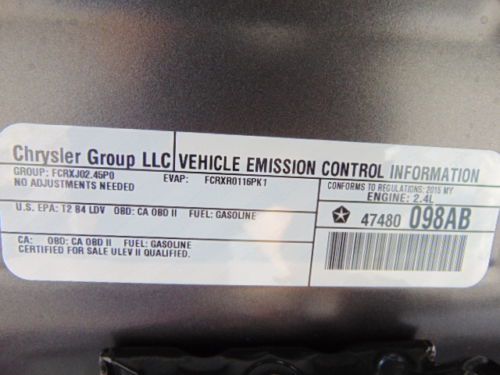 Chrysler Group LLC VEHICLE EMISSION CONTROL INFORMATION
GROUP: FCRXJ02.45P0 EVAP: FCRXR0116PK1
NO ADJUSTMENTS NEEDED
CONFORMS TO REGULATIONS: 2015 MY
ENGINE: 2.4L
U.S. EPA: T2 B4 LDV OBD: CA OBD II FUEL: GASOLINE
47480 098AB
CA: OBD: CA OBD II FUEL: GASOLINE
CERTIFIED FOR SALE ULEV II QUALIFIED.